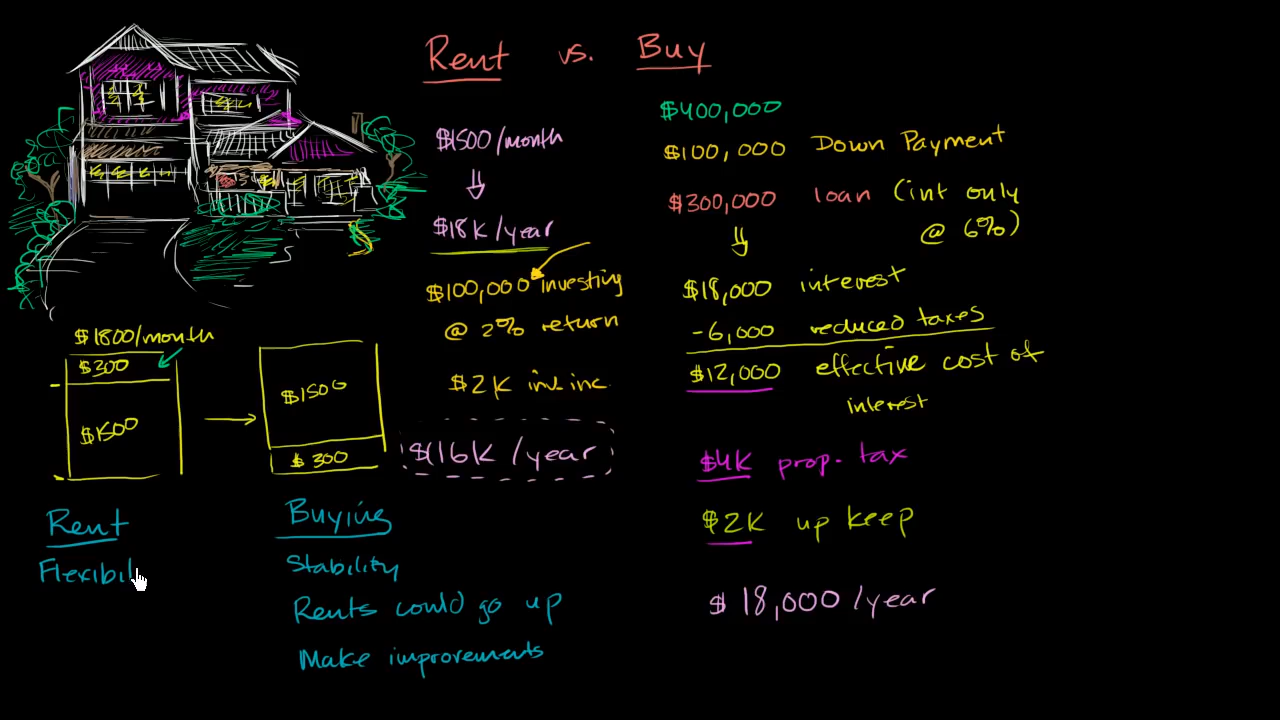 Rent vs. Buy
$1500/month
$18K/year
$100,000 investing
@ 2% return
$2K inv. inc.
$16K /year
$400,000
$100,000 Down Payment
$300,000 loan (int only
@ 6%)
$18,000 interest
-6,000 reduced taxes
$12,000 effective cost of
interest
$4K prop. tax
$2K up keep
$18,000/year
$1800/month
$300
$1500
$1500
$300
Rent
Flexibil
Buying
Stability
Rents could go up
Make improvements